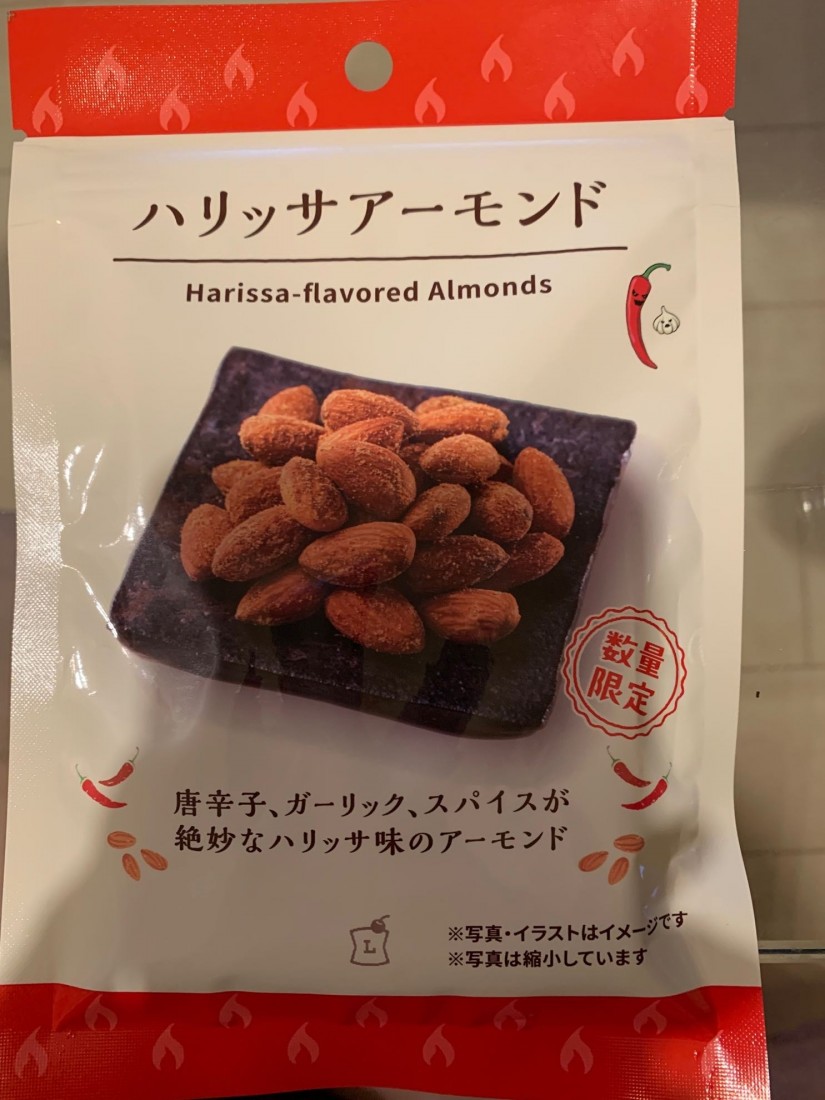 ハリッサアーモンド
Harissa-flavored Almonds
数量
限定
唐辛子、ガーリック、スパイスが
絶妙なハリッサ味のアーモンド
L
※写真・イラストはイメージです
※写真は縮小しています